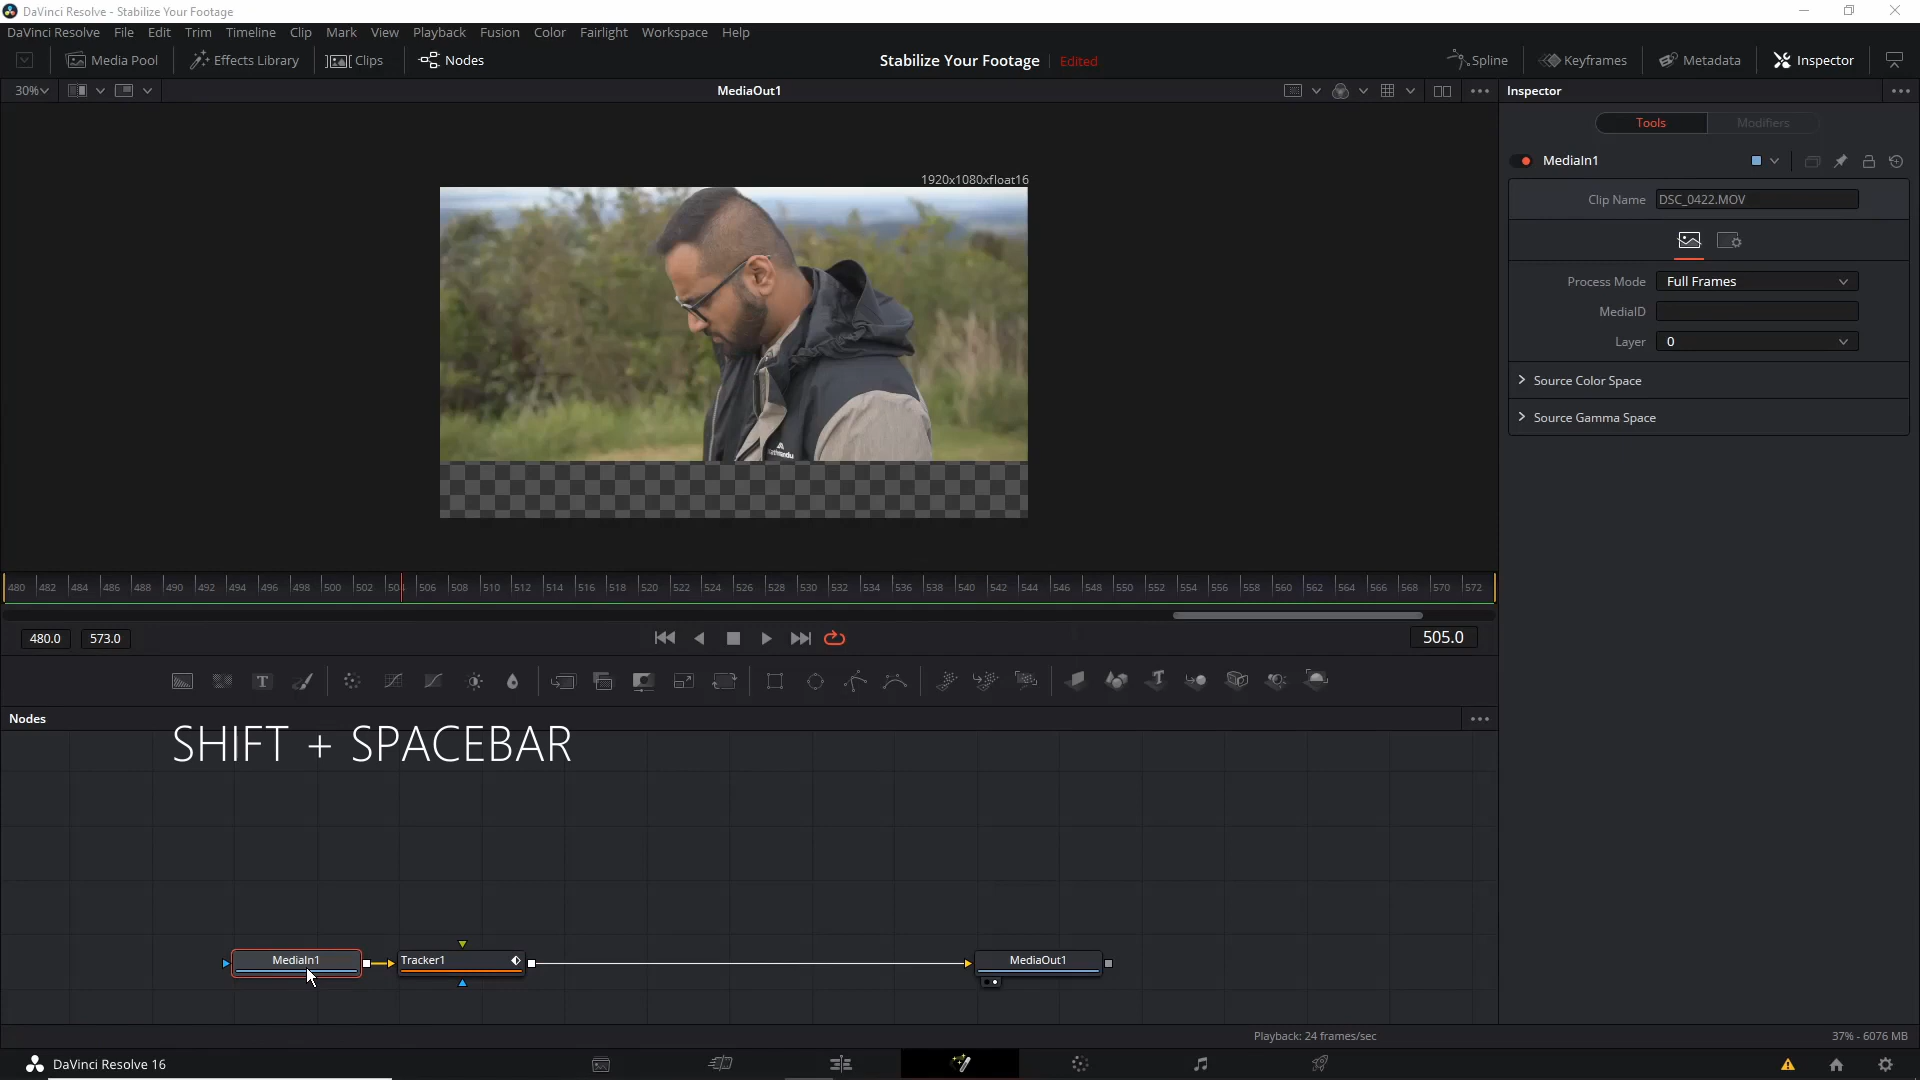 DaVinci Resolve - Stabilize Your Footage
DaVinci Resolve File Edit Trim Timeline Clip Mark View Playback Fusion Color Fairlight Workspace Help
Media Pool Effects Library Clips Nodes Stabilize Your Footage Edited Spline Keyframes Metadata Inspector
30% MediaOut1 Inspector
Tools Modifiers
MediaIn1
1920x1080xfloat16
Clip Name DSC_0422.MOV
Process Mode Full Frames
MediaID
Layer 0
Source Color Space
Source Gamma Space
480 482 484 486 488 490 492 494 496 498 500 502 504 506 508 510 512 514 516 518 520 522 524 526 528 530 532 534 536 538 540 542 544 546 548 550 552 554 556 558 560 562 564 566 568 570 572
480.0 573.0 505.0
Nodes
SHIFT + SPACEBAR
MediaIn1 Tracker1 MediaOut1
Playback: 24 frames/sec 37% - 6076 MB
DaVinci Resolve 16